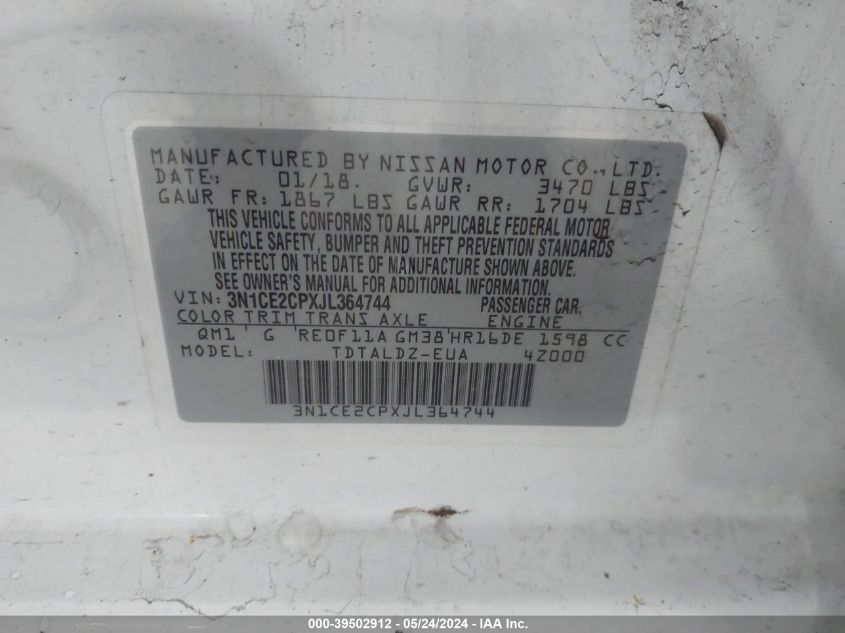 MANUFACTURED BY NISSAN MOTOR CO., LTD.
DATE: 01/18. GVWR: 3470 LBS
GAWR FR: 1867 LBS GAWR RR: 1704 LBS
THIS VEHICLE CONFORMS TO ALL APPLICABLE FEDERAL MOTOR
VEHICLE SAFETY, BUMPER AND THEFT PREVENTION STANDARDS
IN EFFECT ON THE DATE OF MANUFACTURE SHOWN ABOVE.
SEE OWNER'S MANUAL FOR ADDITIONAL INFORMATION
VIN: 3N1CE2CPXJL364744 PASSENGER CAR.
COLOR TRIM TRANS AXLE ENGINE
QM1 ' G 'RE0F11A GM38'HR16DE 1598 CC
MODEL: TDTALDZ-EUA 4Z000
3N1CE2CPXJL364744
000-39502912 - 05/24/2024 - IAA Inc.